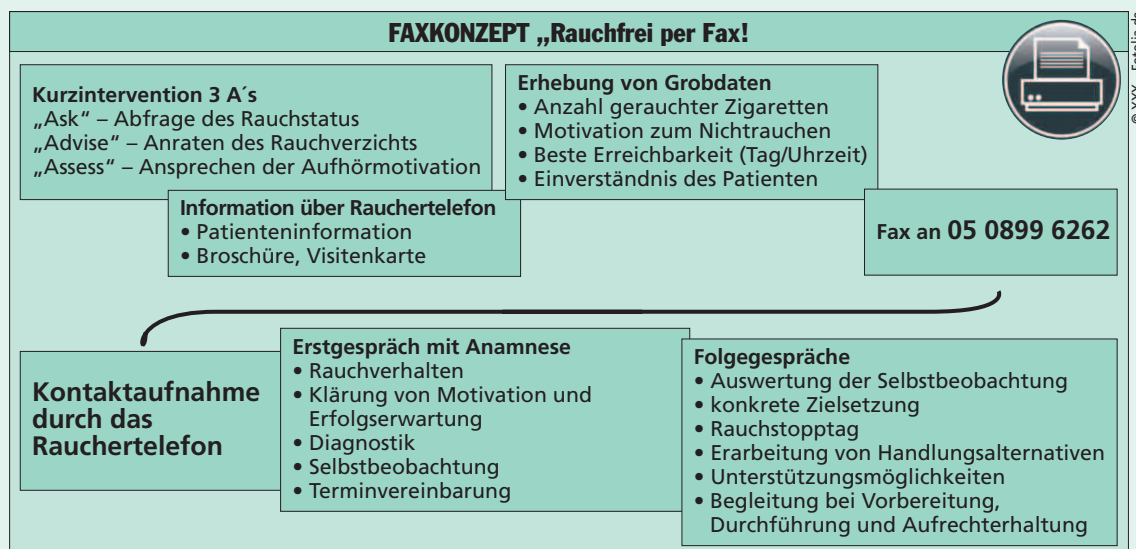 FAXKONZEPT „Rauchfrei per Fax!
© XXX - Fotolia.de
Kurzintervention 3 A´s
„Ask“ – Abfrage des Rauchstatus
„Advise“ – Anraten des Rauchverzichts
„Assess“ – Ansprechen der Aufhörmotivation
Information über Rauchertelefon
• Patienteninformation
• Broschüre, Visitenkarte
Erhebung von Grobdaten
• Anzahl gerauchter Zigaretten
• Motivation zum Nichtrauchen
• Beste Erreichbarkeit (Tag/Uhrzeit)
• Einverständnis des Patienten
Fax an 05 0899 6262
Kontaktaufnahme
durch das
Rauchertelefon
Erstgespräch mit Anamnese
• Rauchverhalten
• Klärung von Motivation und
Erfolgserwartung
• Diagnostik
• Selbstbeobachtung
• Terminvereinbarung
Folgegespräche
• Auswertung der Selbstbeobachtung
• konkrete Zielsetzung
• Rauchstopptag
• Erarbeitung von Handlungsalternativen
• Unterstützungsmöglichkeiten
• Begleitung bei Vorbereitung,
Durchführung und Aufrechterhaltung